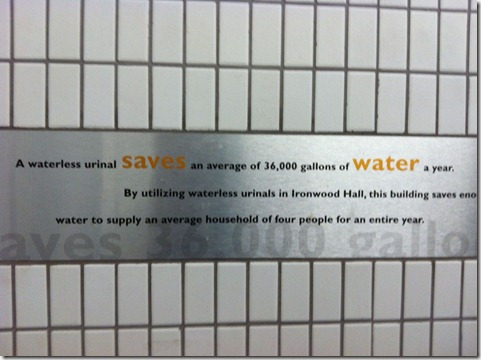 A waterless urinal saves an average of 36,000 gallons of water a year.
By utilizing waterless urinals in Ironwood Hall, this building saves eno
water to supply an average household of four people for an entire year.
aves 36,000 gallo